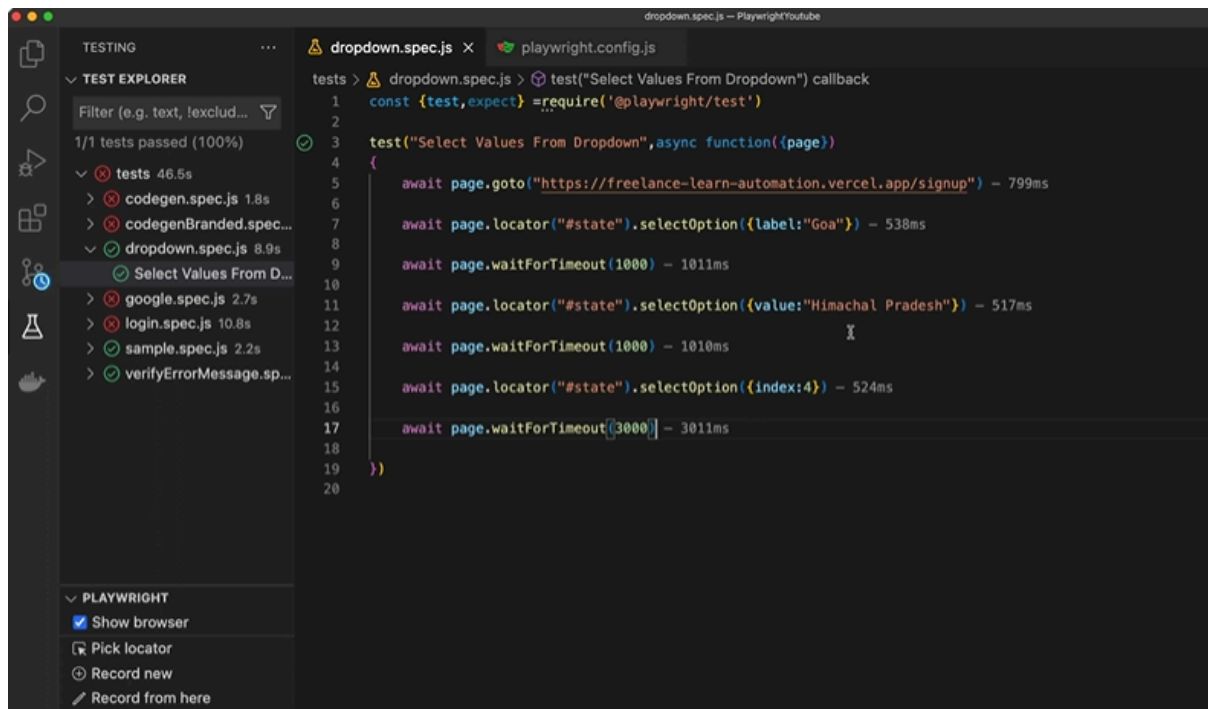 dropdown.spec.js — PlaywrightYoutube
TESTING
TEST EXPLORER
Filter (e.g. text, !exclud...
1/1 tests passed (100%)
tests 46.5s
codegen.spec.js 1.8s
codegenBranded.spec...
dropdown.spec.js 8.9s
Select Values From D...
google.spec.js 2.7s
login.spec.js 10.8s
sample.spec.js 2.2s
verifyErrorMessage.sp...
PLAYWRIGHT
Show browser
Pick locator
Record new
Record from here
dropdown.spec.js playwright.config.js
tests > dropdown.spec.js > test("Select Values From Dropdown") callback
1 const {test,expect} =require('@playwright/test')
2
3 test("Select Values From Dropdown",async function({page})
4 {
5 await page.goto("https://freelance-learn-automation.vercel.app/signup") — 799ms
6
7 await page.locator("#state").selectOption({label:"Goa"}) — 538ms
8
9 await page.waitForTimeout(1000) — 1011ms
10
11 await page.locator("#state").selectOption({value:"Himachal Pradesh"}) — 517ms
12
13 await page.waitForTimeout(1000) — 1010ms
14
15 await page.locator("#state").selectOption({index:4}) — 524ms
16
17 await page.waitForTimeout(3000) — 3011ms
18
19 })
20